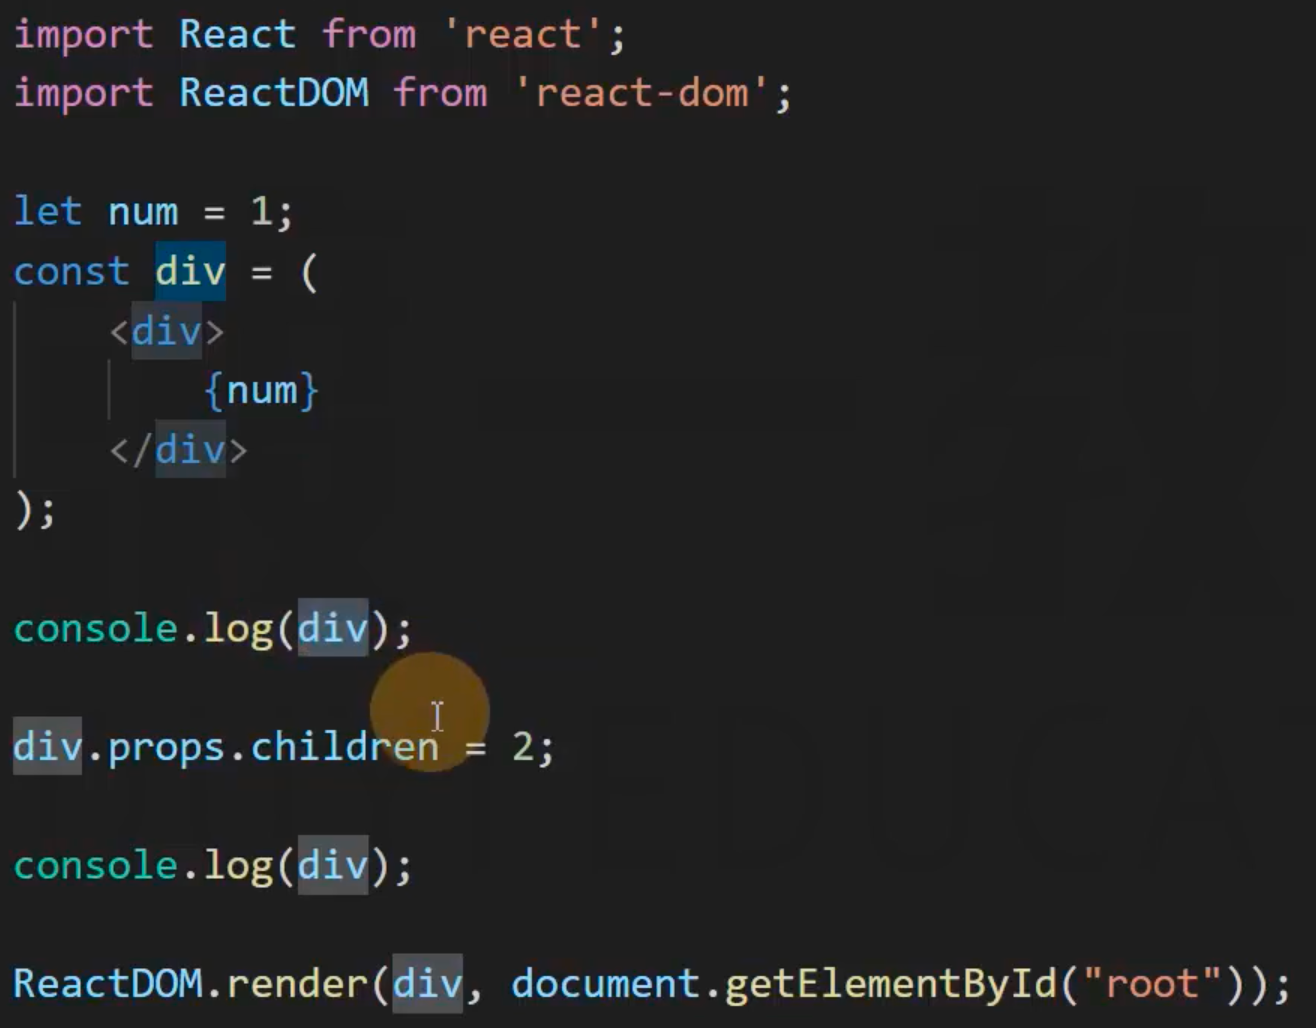 import React from 'react';
import ReactDOM from 'react-dom';
let num = 1;
const div = (
<div>
{num}
</div>
);
console.log(div);
div.props.children = 2;
console.log(div);
ReactDOM.render(div, document.getElementById("root"));